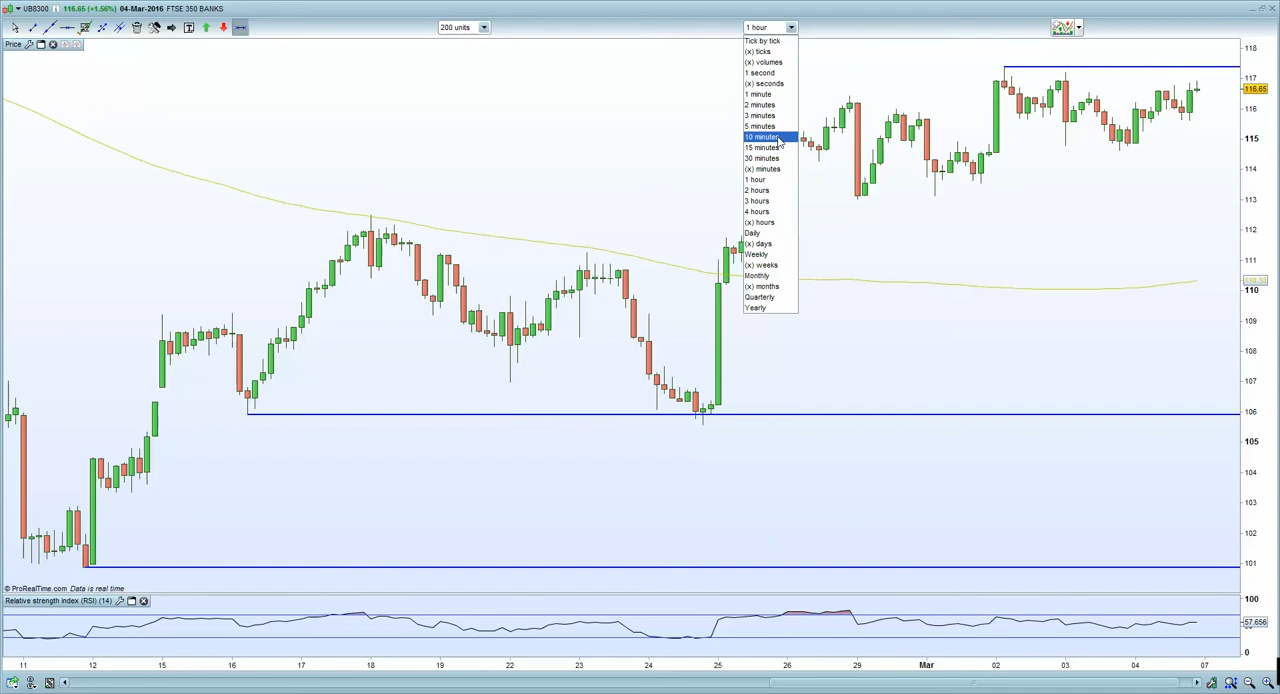 UB8300 116.65 (+1.56%) 04-Mar-2016 FTSE 350 BANKS
200 units
1 hour
Price
Tick by tick
(x) ticks
(x) volumes
1 second
(x) seconds
1 minute
2 minutes
3 minutes
5 minutes
10 minutes
15 minutes
30 minutes
(x) minutes
1 hour
2 hours
3 hours
4 hours
(x) hours
Daily
(x) days
Weekly
(x) weeks
Monthly
(x) months
Quarterly
Yearly
118
117
116.65
116
115
114
113
112
111
110
108
107
106
105
104
103
102
101
© ProRealTime.com Data is real time
Relative strength index (RSI) (14)
100
57.656
0
11 12 15 16 17 18 19 22 23 24 25 26 29 Mar 02 03 04 07